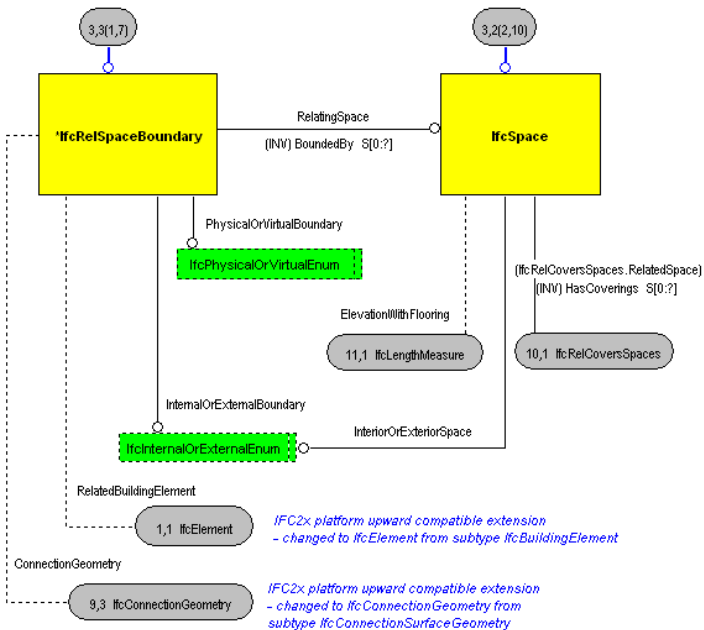 3,3(1,7)
3,2(2,10)
*IfcRelSpaceBoundary
RelatingSpace
(INV) BoundedBy S[0:?]
IfcSpace
PhysicalOrVirtualBoundary
IfcPhysicalOrVirtualEnum
(IfcRelCoversSpaces.RelatedSpace)
(INV) HasCoverings S[0:?]
ElevationWithFlooring
11,1 IfcLengthMeasure
10,1 IfcRelCoversSpaces
InternalOrExternalBoundary
InteriorOrExteriorSpace
IfcInternalOrExternalEnum
RelatedBuildingElement
1,1 IfcElement
IFC2x platform upward compatible extension
- changed to IfcElement from subtype IfcBuildingElement
ConnectionGeometry
9,3 IfcConnectionGeometry
IFC2x platform upward compatible extension
- changed to IfcConnectionGeometry from
subtype IfcConnectionSurfaceGeometry